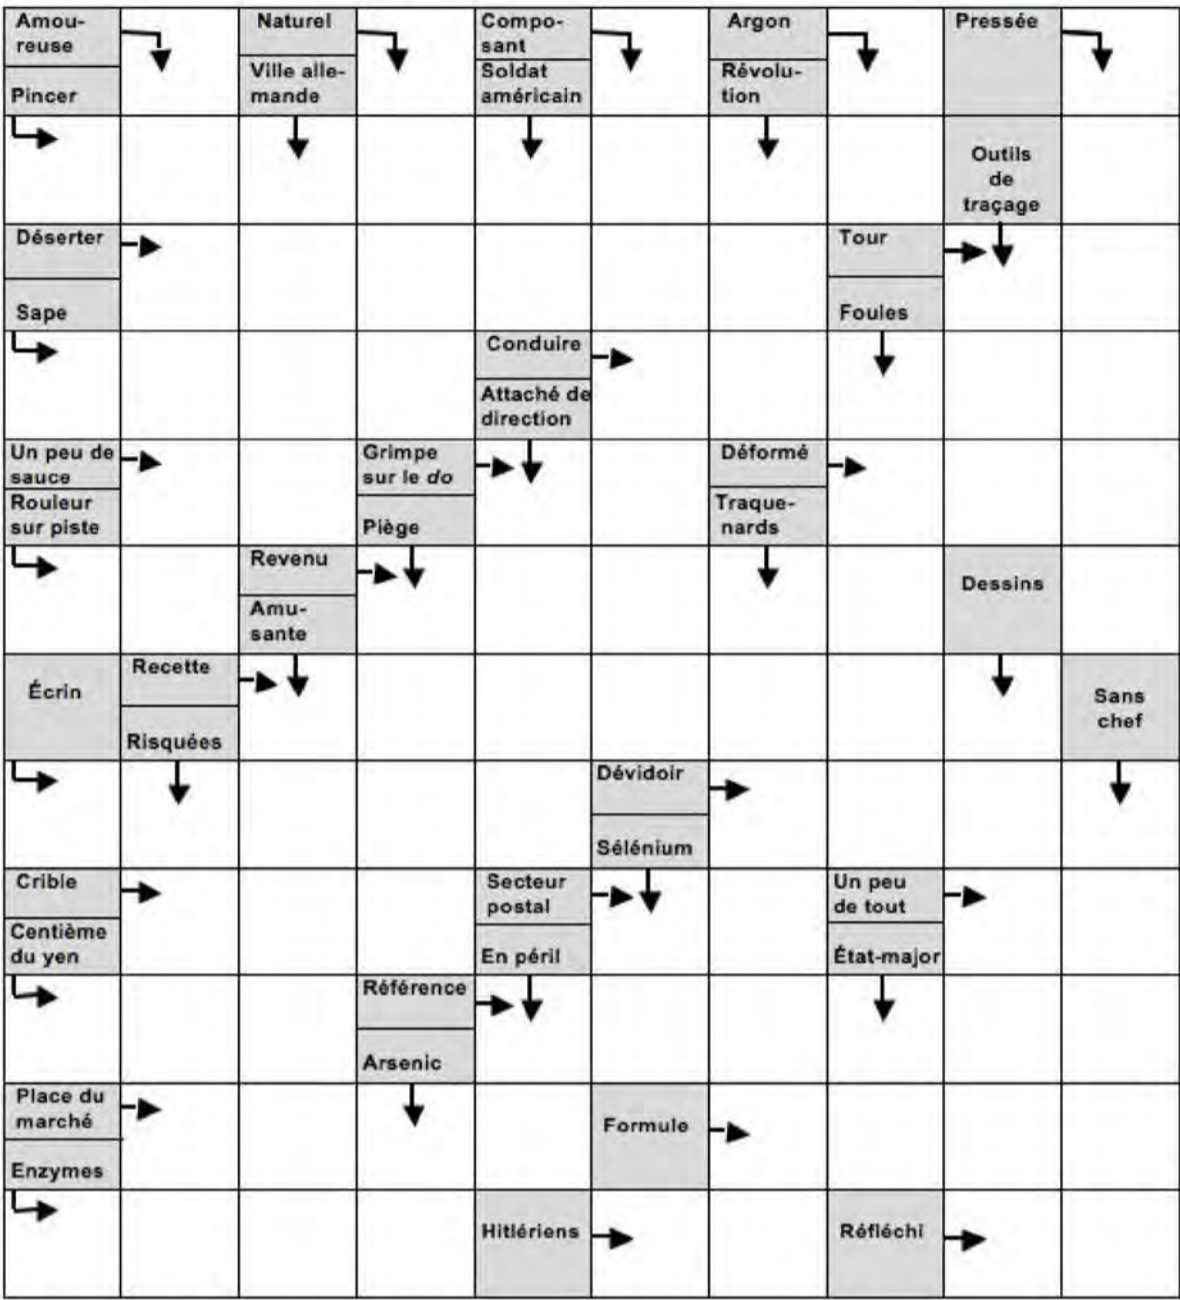 Amou-
reuse
Pincer
Naturel
Ville alle-
mande
Compo-
sant
Soldat
américain
Argon
Révolu-
tion
Pressée
Outils
de
traçage
Déserter
Sape
Tour
Foules
Conduire
Attaché de
direction
Un peu de
sauce
Rouleur
sur piste
Grimpe
sur le do
Piège
Déformé
Traque-
nards
Revenu
Amu-
sante
Dessins
Écrin
Recette
Risquées
Sans
chef
Dévidoir
Sélénium
Crible
Centième
du yen
Secteur
postal
En péril
Un peu
de tout
État-major
Référence
Arsenic
Place du
marché
Enzymes
Formule
Hitlériens
Réfléchi